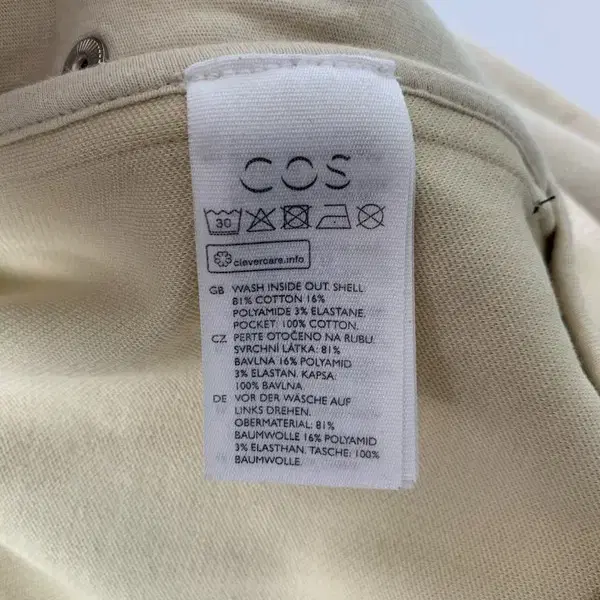 COS
30
clevercare.info
GB WASH INSIDE OUT. SHELL
81% COTTON 16%
POLYAMIDE 3% ELASTANE.
POCKET: 100% COTTON.
CZ PERTE OTOČENO NA RUBU.
SVRCHNÍ LÁTKA: 81%
BAVLNA 16% POLYAMID
3% ELASTAN. KAPSA:
100% BAVLNA.
DE VOR DER WÄSCHE AUF
LINKS DREHEN.
OBERMATERIAL: 81%
BAUMWOLLE 16% POLYAMID
3% ELASTHAN. TASCHE: 100%
BAUMWOLLE.